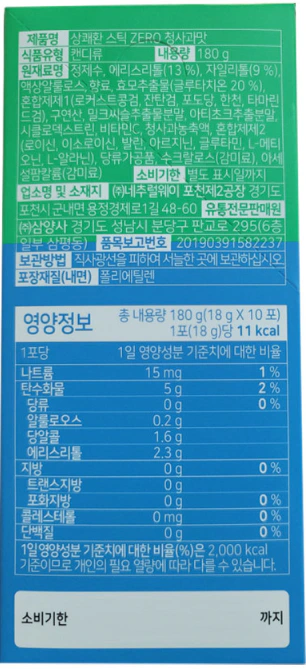 제품명 상쾌환 스틱 ZERO 청사과맛
식품유형 캔디류 내용량 180 g
원재료명 정제수, 에리스리톨(13 %), 자일리톨(9 %),
액상알룰로스, 향료, 효모추출물(글루타치온 20 %),
혼합제제1(로커스트콩검, 잔탄검, 포도당, 한천, 타마린
드검), 구연산, 밀크씨슬추출물분말, 아티초크추출분말,
시클로덱스트린, 비타민C, 청사과농축액, 혼합제제2
(로이신, 이소로이신, 발린, 아르지닌, 글루타민, L-메티
오닌, L-알라닌), 당류가공품, 수크랄로스(감미료), 아세
설팜칼륨(감미료) 소비기한 별도 표시일까지
업소명 및 소재지 ㈜네추럴웨이 포천제2공장 경기도
포천시 군내면 용정경제로1길 48-60 유통전문판매원
㈜삼양사 경기도 성남시 분당구 판교로 295(6층
일부 삼평동) 품목보고번호 20190391582237
보관방법 직사광선을 피하여 서늘한 곳에 보관하십시오
포장재질(내면) 폴리에틸렌
영양정보 총 내용량 180 g(18 g X 10 포)
1포(18 g)당 11 kcal
1포당 1일 영양성분 기준치에 대한 비율
나트륨 15 mg 1 %
탄수화물 5 g 2 %
당류 0 g 0 %
알룰로오스 0.2 g
당알콜 1.6 g
에리스리톨 2.3 g
지방 0 g 0 %
트랜스지방 0 g
포화지방 0 g 0 %
콜레스테롤 0 mg 0 %
단백질 0 g 0 %
1일 영양성분 기준치에 대한 비율(%)은 2,000 kcal
기준이므로 개인의 필요 열량에 따라 다를 수 있습니다.
소비기한 까지